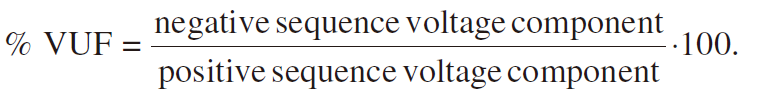 % VUF = negative sequence voltage component / positive sequence voltage component ·100.